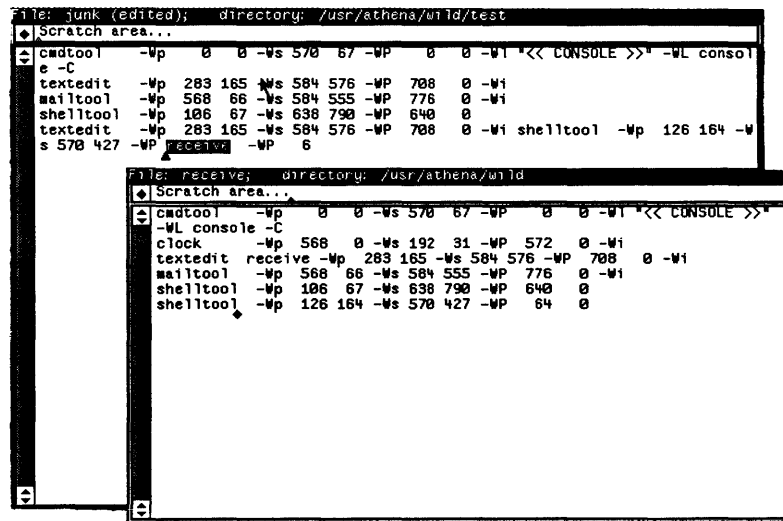 File: junk (edited);    directory: /usr/athena/wild/test
Scratch area...
cmdtool    -Wp    0    0 -Ws 570  67 -WP    0    0 -Wl "<< CONSOLE >>" -WL consol
e -C
textedit   -Wp  283 165 -Ws 584 576 -WP  708    0 -Wi
mailtool   -Wp  568  66 -Ws 584 555 -WP  776    0 -Wi
shelltool  -Wp  106  67 -Ws 638 790 -WP  640    0
textedit   -Wp  283 165 -Ws 584 576 -WP  708    0 -Wi shelltool  -Wp  126 164 -W
s 570 427 -WP receive  -WP   6
File: receive;    directory: /usr/athena/wild
Scratch area...
cmdtool    -Wp    0    0 -Ws 570  67 -WP    0    0 -Wl "<< CONSOLE >>"
-WL console -C
clock      -Wp  568    0 -Ws 192  31 -WP  572    0 -Wi
textedit  receive -Wp  283 165 -Ws 584 576 -WP  708    0 -Wi
mailtool   -Wp  568  66 -Ws 584 555 -WP  776    0 -Wi
shelltool  -Wp  106  67 -Ws 638 790 -WP  640    0
shelltool  -Wp  126 164 -Ws 570 427 -WP   64    0